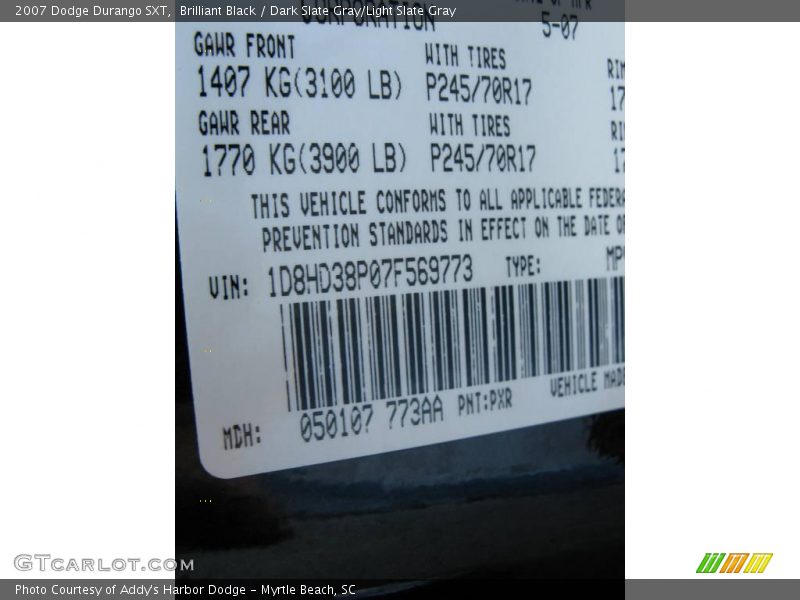 2007 Dodge Durango SXT, Brilliant Black / Dark Slate Gray/Light Slate Gray
CORPORATION
5-07
GAWR FRONT WITH TIRES
1407 KG(3100 LB) P245/70R17
GAWR REAR WITH TIRES
1770 KG(3900 LB) P245/70R17
THIS VEHICLE CONFORMS TO ALL APPLICABLE
PREVENTION STANDARDS IN EFFECT ON THE DATE
VIN: 1D8HD38P07F569773 TYPE:
MDH: 050107 773AA PNT:PXR VEHICLE
GTCARLOT.COM
Photo Courtesy of Addy's Harbor Dodge - Myrtle Beach, SC